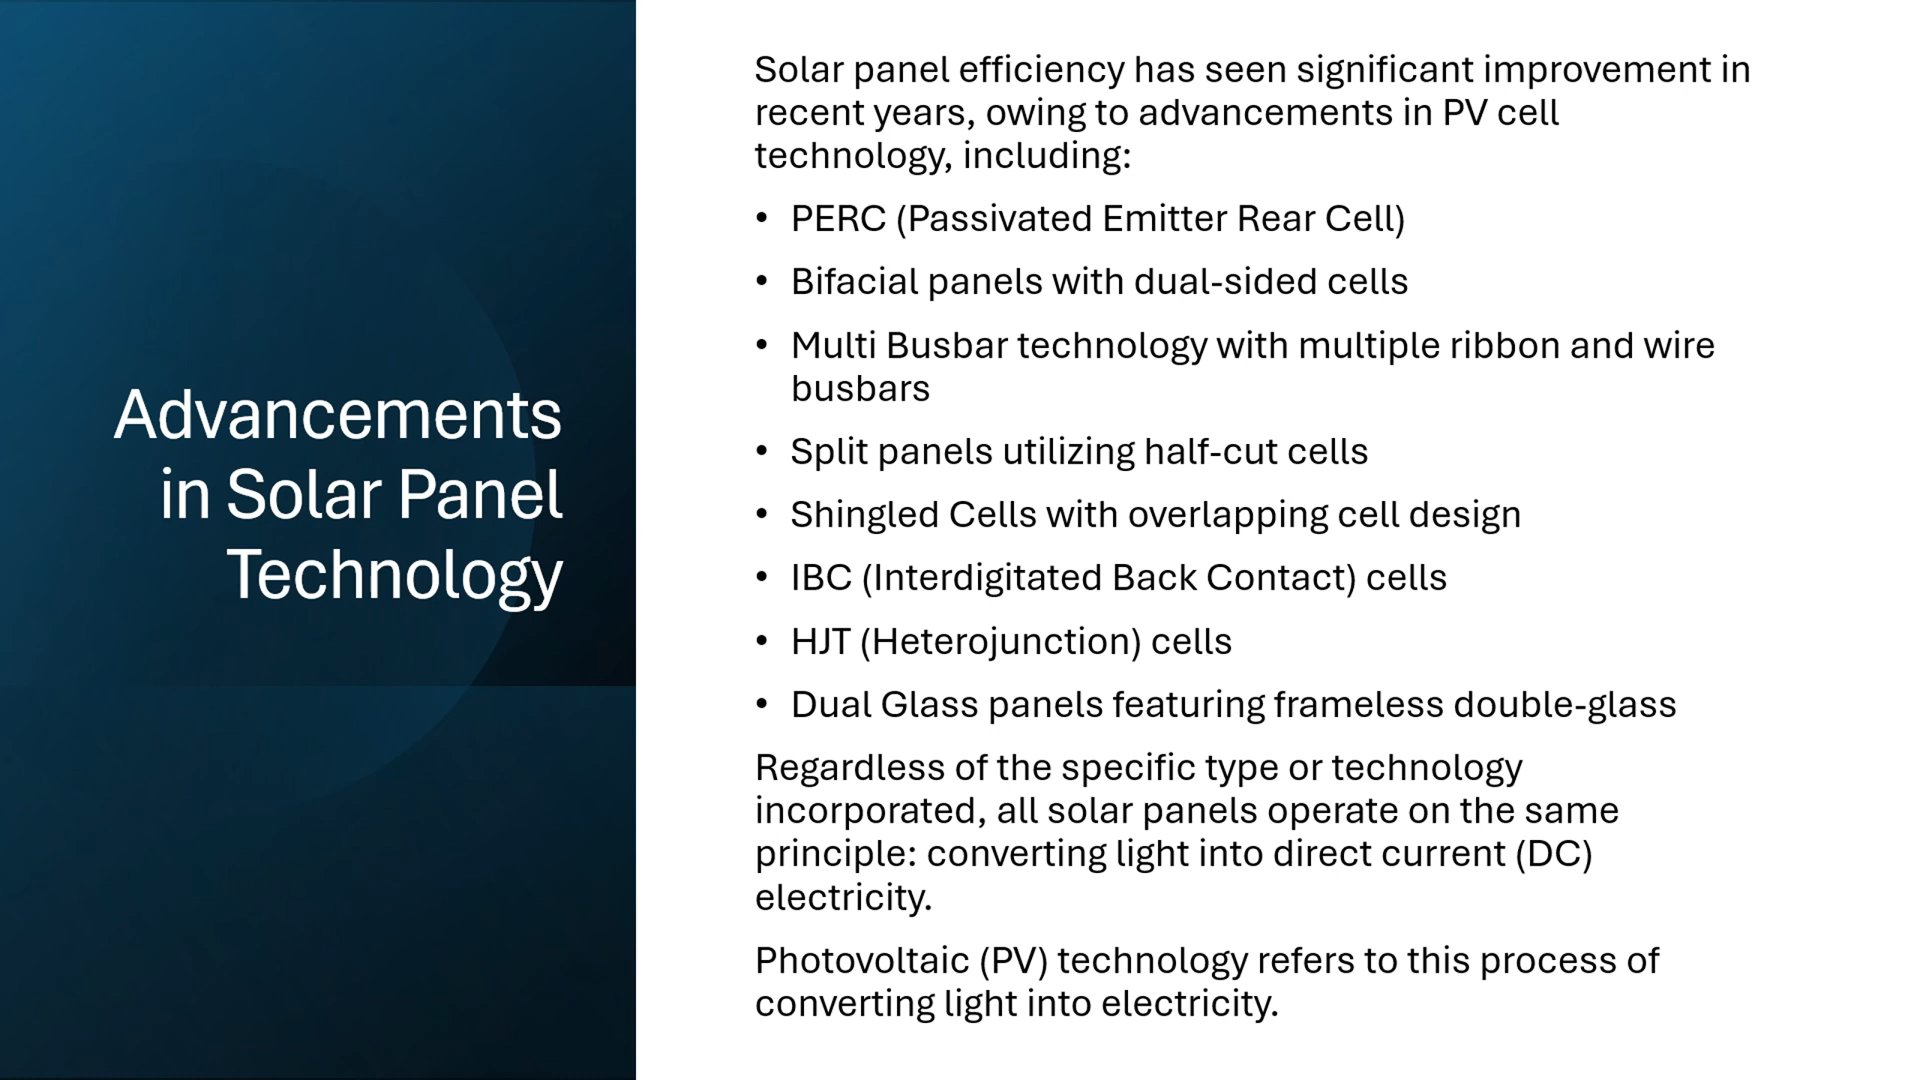 Advancements
in Solar Panel
Technology
Solar panel efficiency has seen significant improvement in
recent years, owing to advancements in PV cell
technology, including:
• PERC (Passivated Emitter Rear Cell)
• Bifacial panels with dual-sided cells
• Multi Busbar technology with multiple ribbon and wire
busbars
• Split panels utilizing half-cut cells
• Shingled Cells with overlapping cell design
• IBC (Interdigitated Back Contact) cells
• HJT (Heterojunction) cells
• Dual Glass panels featuring frameless double-glass
Regardless of the specific type or technology
incorporated, all solar panels operate on the same
principle: converting light into direct current (DC)
electricity.
Photovoltaic (PV) technology refers to this process of
converting light into electricity.